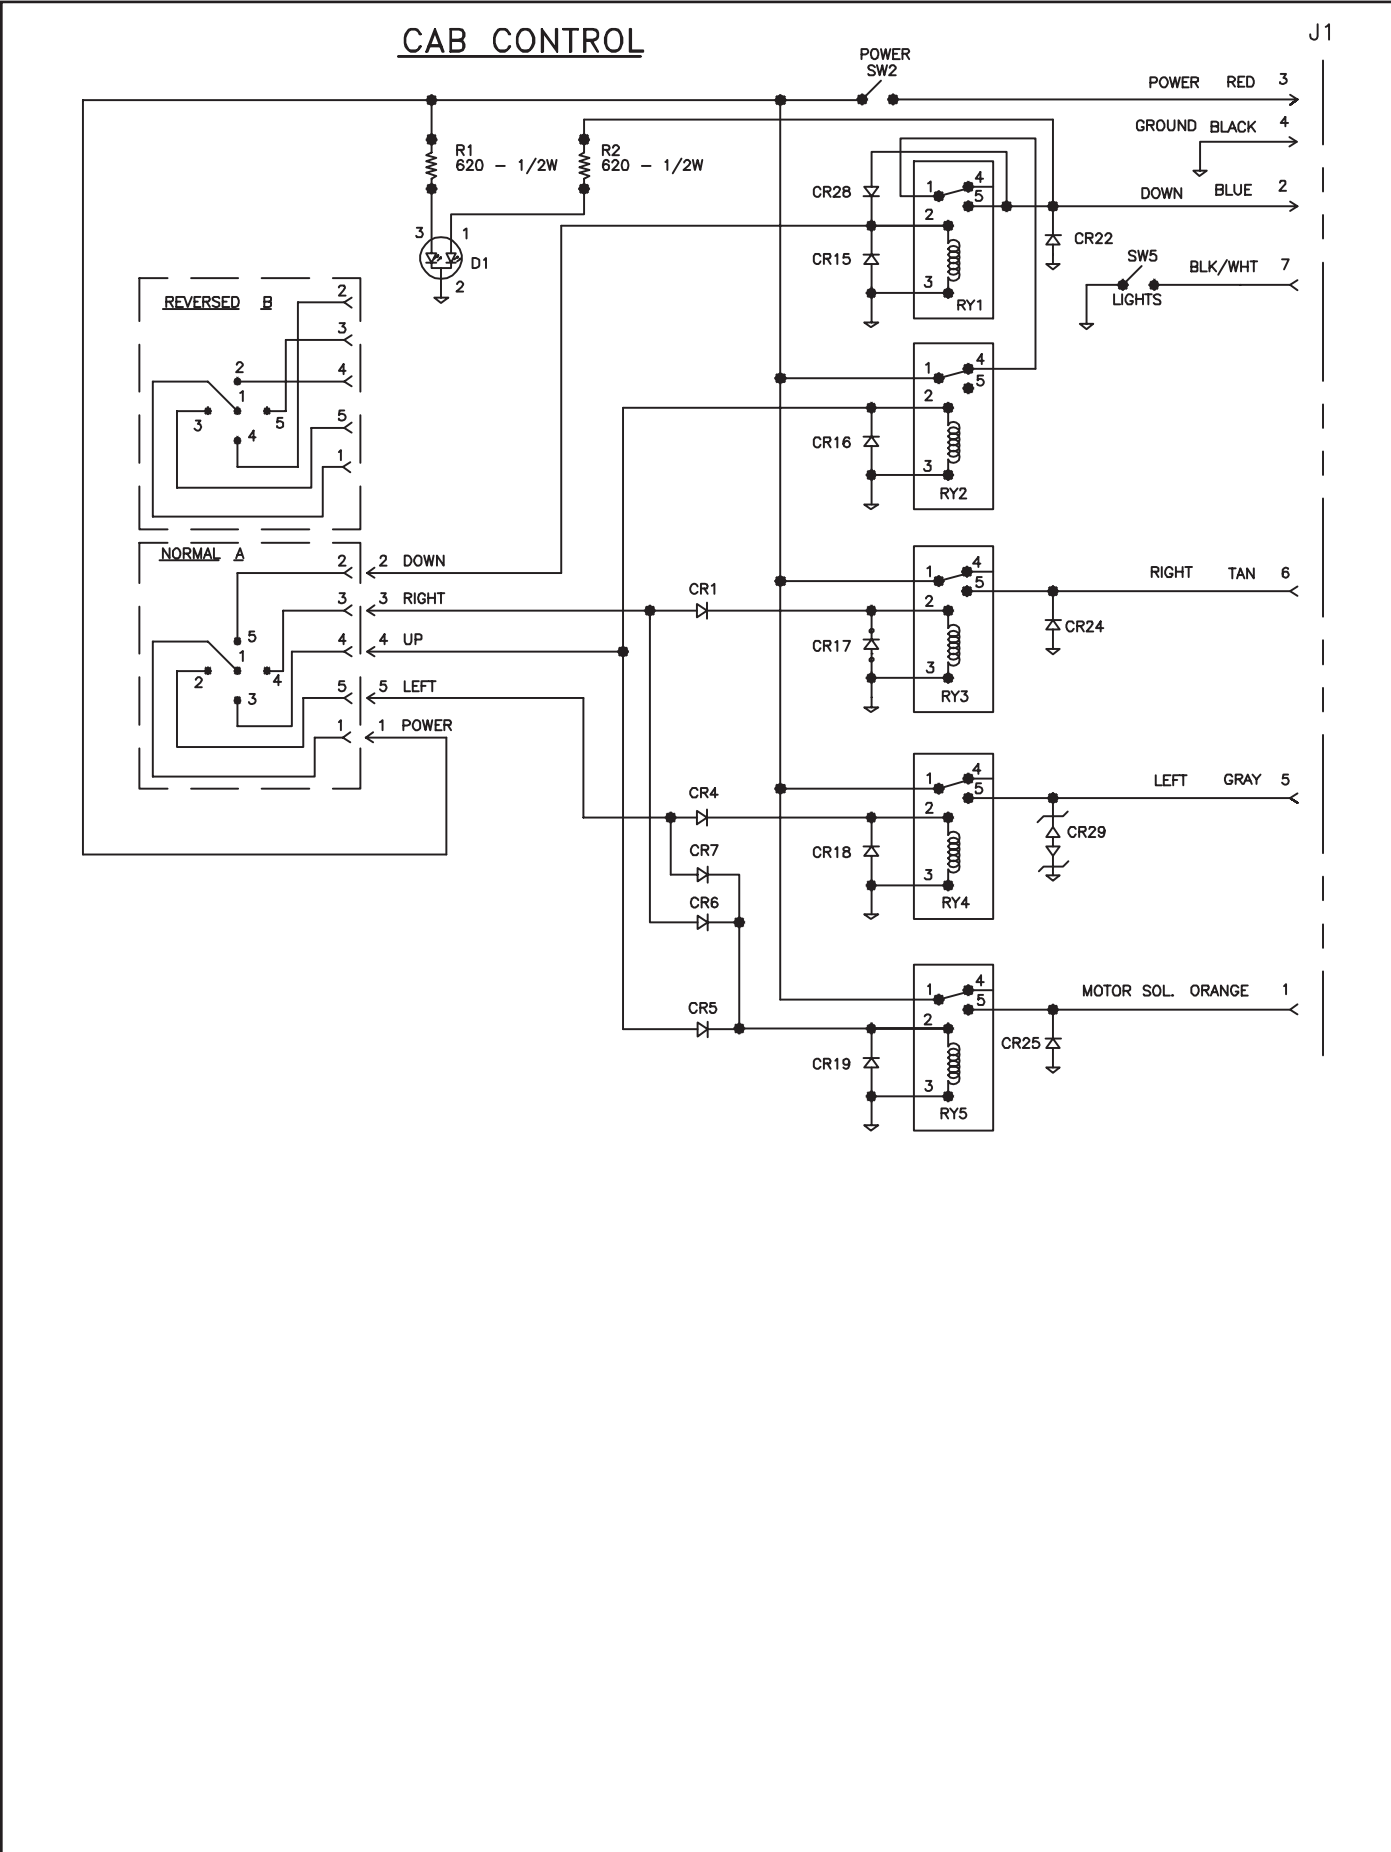 CAB CONTROL
J1
POWER
SW2
POWER RED 3
GROUND BLACK 4
R1
620 - 1/2W
R2
620 - 1/2W
CR28
1
4
5
2
DOWN BLUE 2
3
1
D1
2
CR15
3
RY1
CR22
SW5
LIGHTS
BLK/WHT 7
REVERSED B
2
3
4
5
1
2
1
3
5
4
1
4
5
2
CR16
3
RY2
NORMAL A
2 2 DOWN
3 3 RIGHT
4 4 UP
5 5 LEFT
1 1 POWER
5
1
2
4
3
CR1
1
4
5
2
CR17
3
RY3
RIGHT TAN 6
CR24
CR4
CR7
CR6
1
4
5
2
CR18
3
RY4
LEFT GRAY 5
CR29
CR5
1
4
5
2
CR19
3
RY5
MOTOR SOL. ORANGE 1
CR25